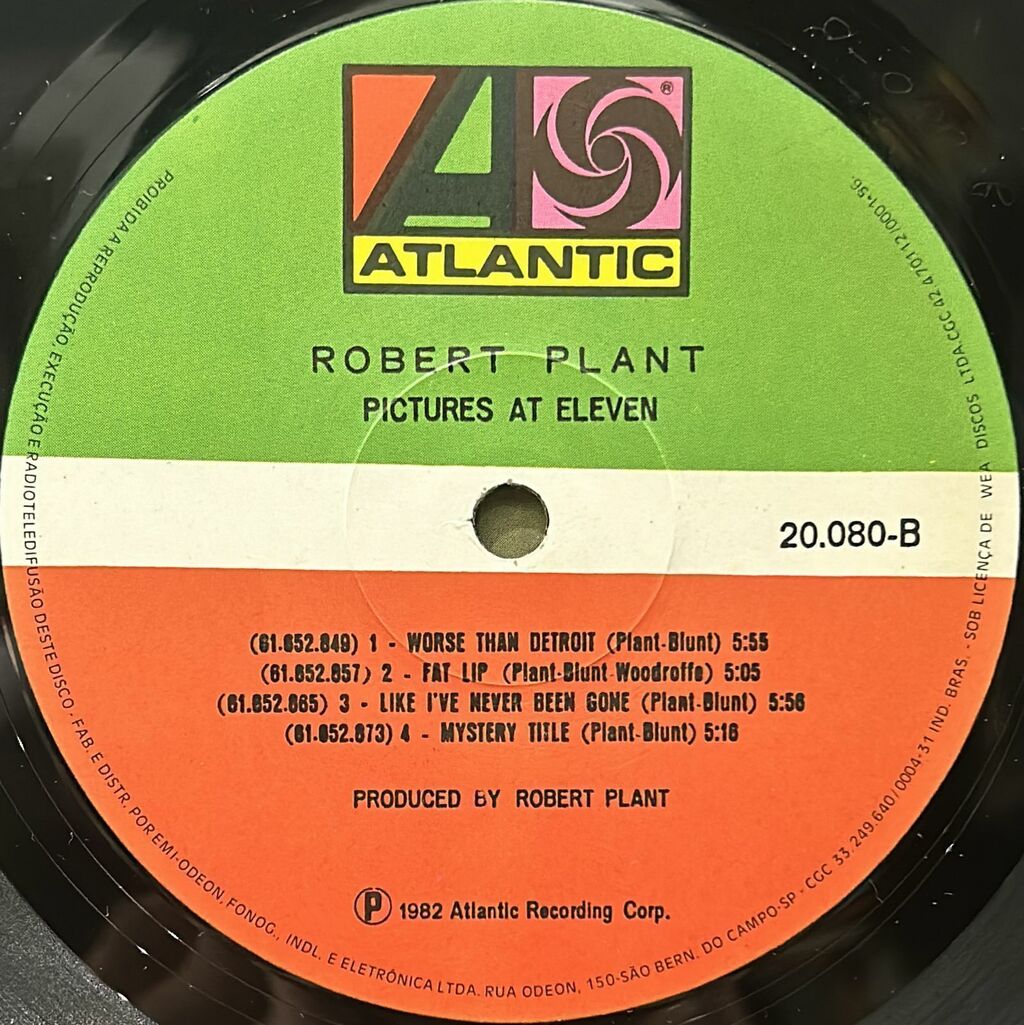 ®
ATLANTIC
ROBERT PLANT
PICTURES AT ELEVEN
20.080-B
(61.652.849) 1 - WORSE THAN DETROIT (Plant-Blunt) 5:55
(61.652.857) 2 - FAT LIP (Plant-Blunt-Woodroffe) 5:05
(61.652.865) 3 - LIKE I'VE NEVER BEEN GONE (Plant-Blunt) 5:56
(61.652.873) 4 - MYSTERY TITLE (Plant-Blunt) 5:16
PRODUCED BY ROBERT PLANT
Ⓟ 1982 Atlantic Recording Corp.
PROIBIDA A REPRODUÇÃO, EXECUÇÃO E RADIOTELEDIFUSÃO DESTE DISCO - FAB. E DISTR. POR EMI-ODEON, FONOG., INDL. E ELETRÔNICA LTDA. RUA ODEON, 150-SÃO BERN. DO CAMPO-SP - CGC 33.249.640/0004-31 IND. BRAS. - SOB LICENÇA DE WEA DISCOS LTDA. CGC 42.470112/0001-96.